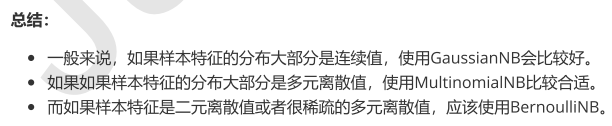 总结：
• 一般来说，如果样本特征的分布大部分是连续值，使用GaussianNB会比较好。
• 如果如果样本特征的分布大部分是多元离散值，使用MultinomialNB比较合适。
• 而如果样本特征是二元离散值或者很稀疏的多元离散值，应该使用BernoulliNB。